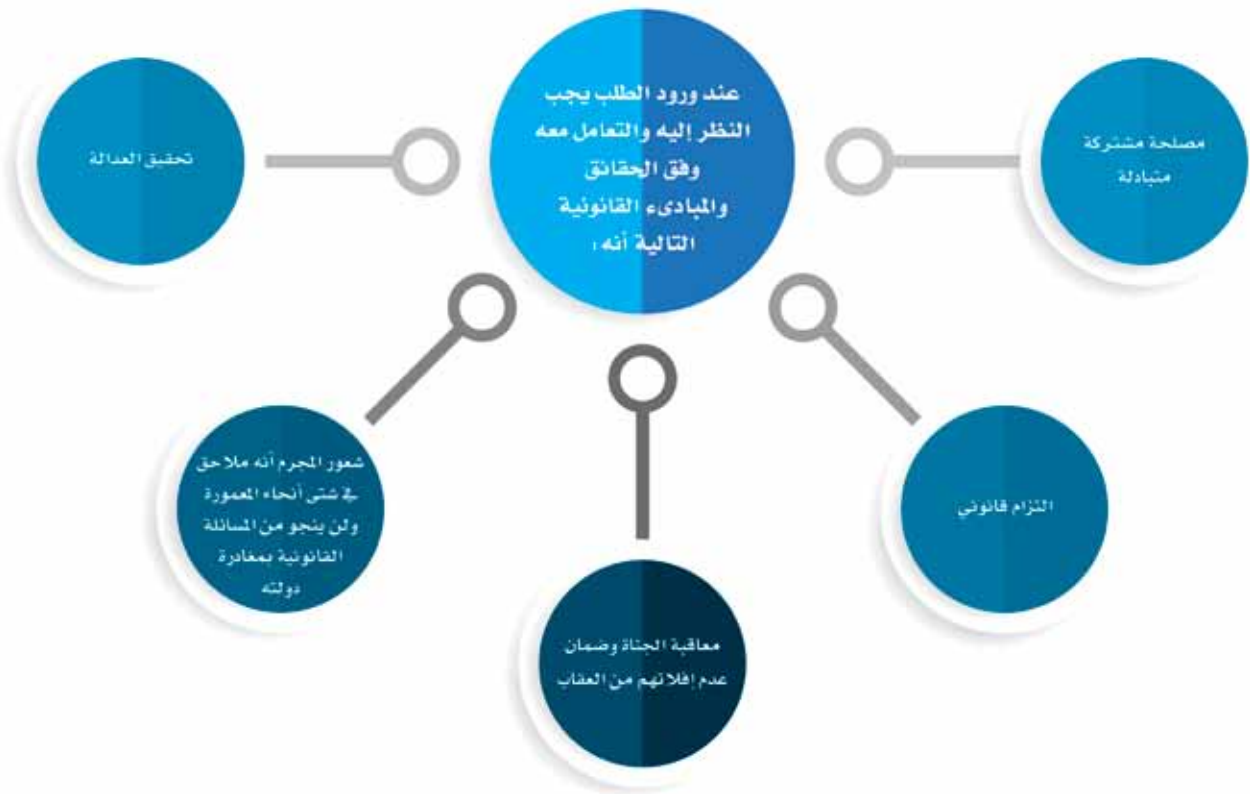 عند ورود الطلب يجب
النظر إليه والتعامل معه
وفق الحقائق
والمبادىء القانونية
التالية أنه :
مصلحة مشتركة
متبادلة
التزام قانوني
معاقبة الجناة وضمان
عدم إفلاتهم من العقاب
شعور المجرم أنه ملاحق
في شتى أنحاء المعمورة
ولن ينجو من المسائلة
القانونية بمغادرة
دولته
تحقيق العدالة